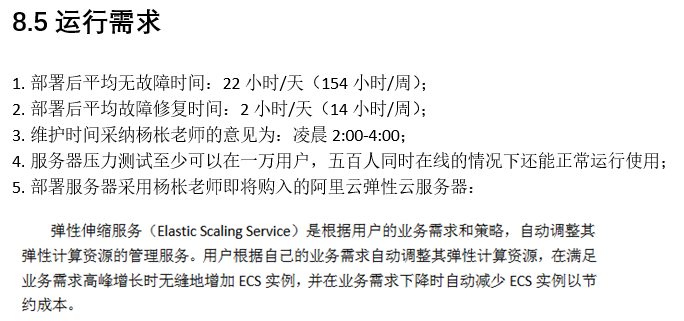 8.5 运行需求
1. 部署后平均无故障时间：22 小时/天（154 小时/周）；
2. 部署后平均故障修复时间：2 小时/天（14 小时/周）；
3. 维护时间采纳杨枨老师的意见为：凌晨 2:00-4:00；
4. 服务器压力测试至少可以在一万用户，五百人同时在线的情况下还能正常运行使用；
5. 部署服务器采用杨枨老师即将购入的阿里云弹性云服务器：
弹性伸缩服务（Elastic Scaling Service）是根据用户的业务需求和策略，自动调整其
弹性计算资源的管理服务。用户根据自己的业务需求自动调整其弹性计算资源，在满足
业务需求高峰增长时无缝地增加 ECS 实例，并在业务需求下降时自动减少 ECS 实例以节
约成本。